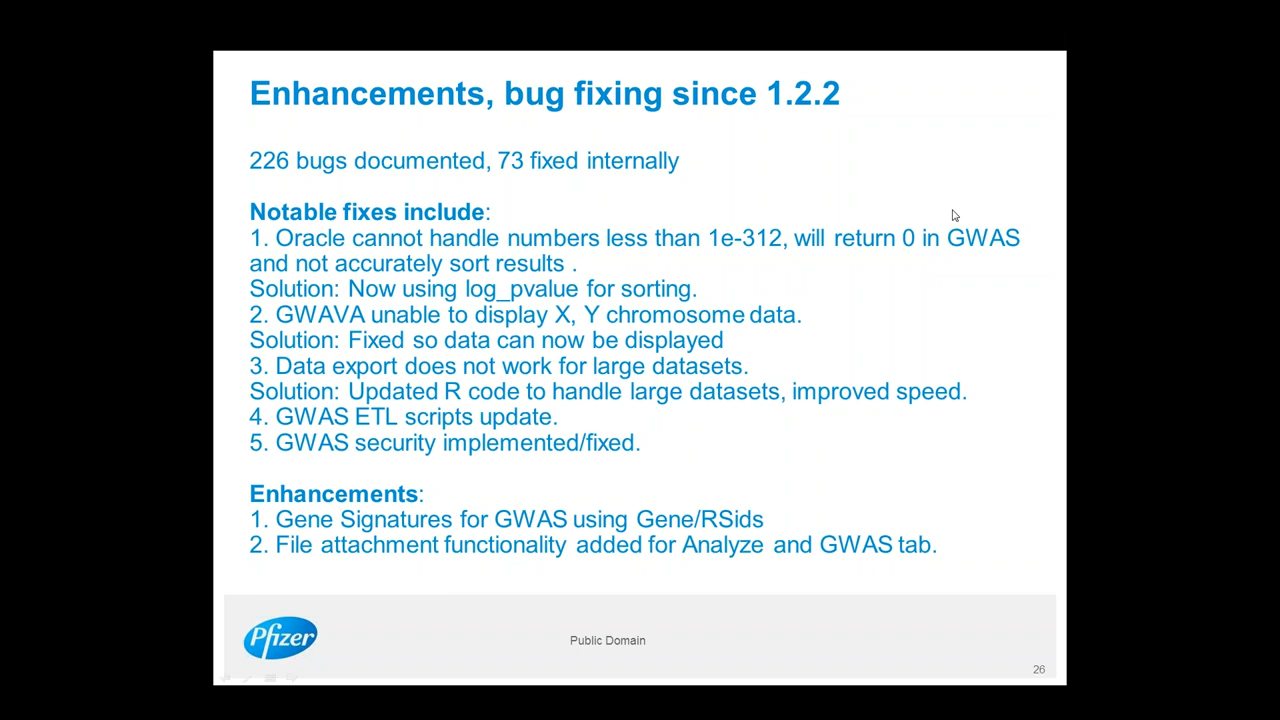 Enhancements, bug fixing since 1.2.2
226 bugs documented, 73 fixed internally
Notable fixes include:
1. Oracle cannot handle numbers less than 1e-312, will return 0 in GWAS
and not accurately sort results .
Solution: Now using log_pvalue for sorting.
2. GWAVA unable to display X, Y chromosome data.
Solution: Fixed so data can now be displayed
3. Data export does not work for large datasets.
Solution: Updated R code to handle large datasets, improved speed.
4. GWAS ETL scripts update.
5. GWAS security implemented/fixed.
Enhancements:
1. Gene Signatures for GWAS using Gene/RSids
2. File attachment functionality added for Analyze and GWAS tab.
Pfizer
Public Domain
26